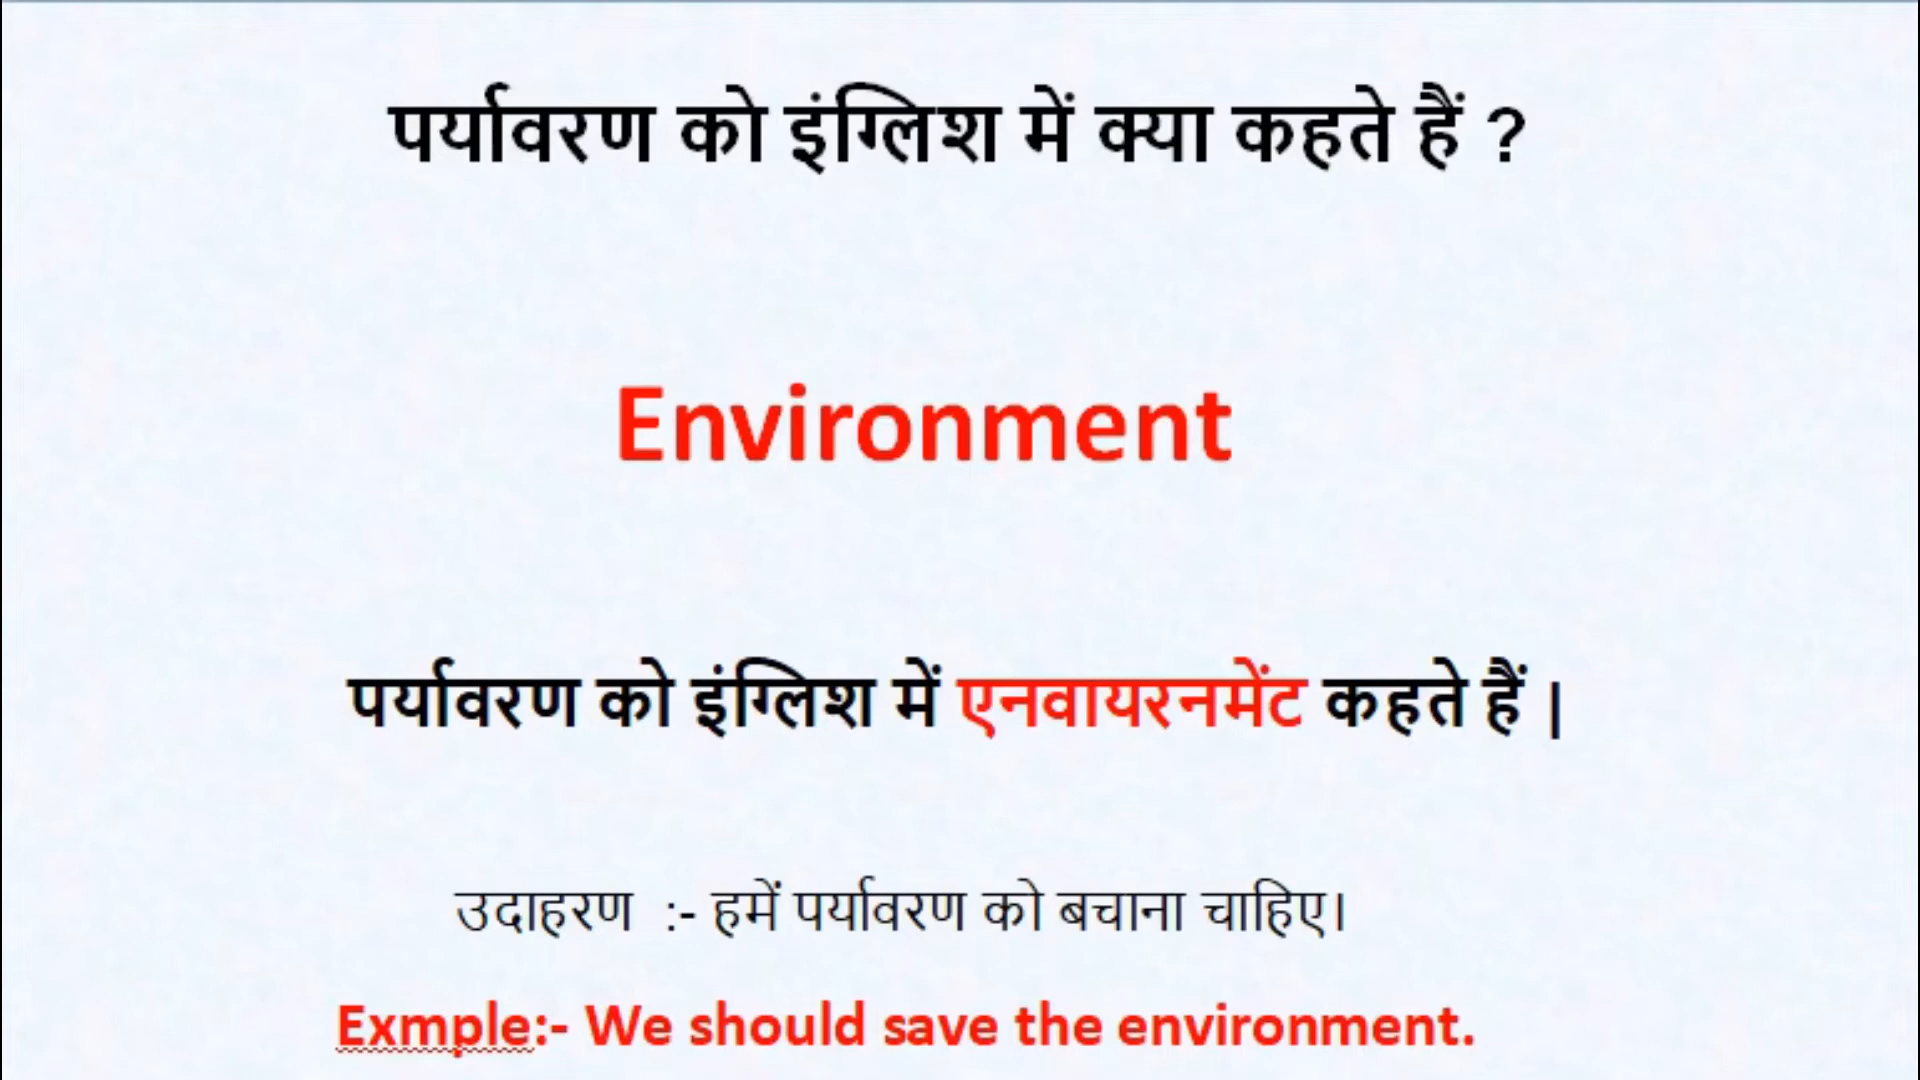 पर्यावरण को इंग्लिश में क्या कहते हैं ?
Environment
पर्यावरण को इंग्लिश में एनवायरनमेंट कहते हैं |
उदाहरण :- हमें पर्यावरण को बचाना चाहिए।
Exmple:- We should save the environment.